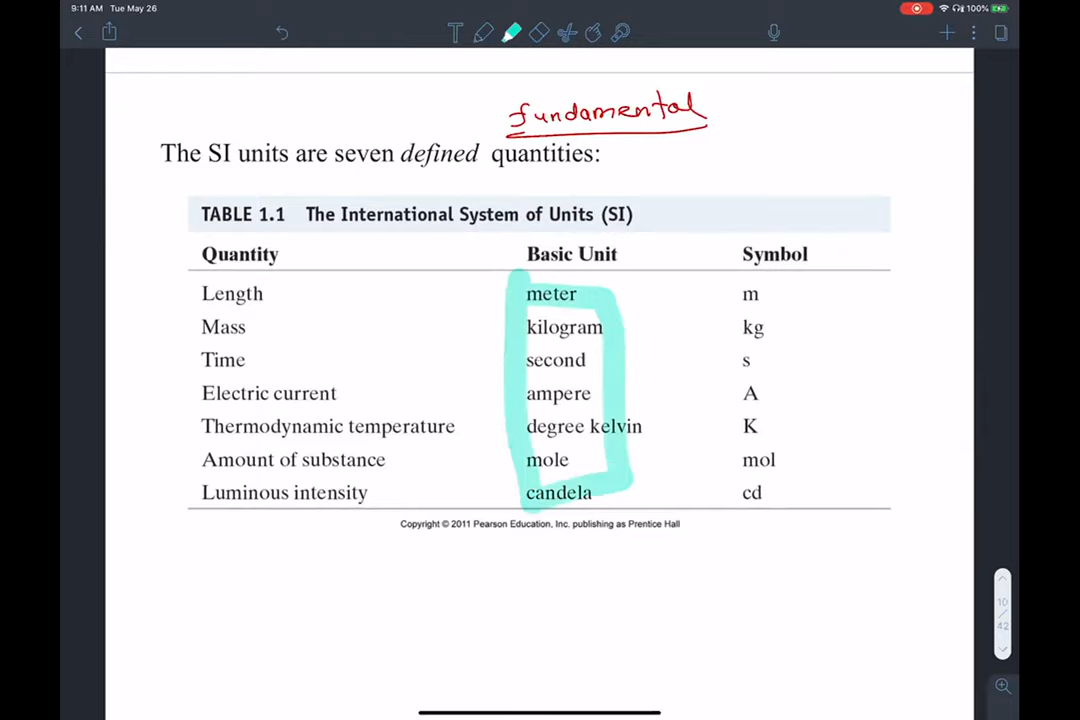 9:11 AM Tue May 26 100%
fundamental
The SI units are seven defined quantities:
TABLE 1.1 The International System of Units (SI)
Quantity Basic Unit Symbol
Length meter m
Mass kilogram kg
Time second s
Electric current ampere A
Thermodynamic temperature degree kelvin K
Amount of substance mole mol
Luminous intensity candela cd
Copyright © 2011 Pearson Education, Inc. publishing as Prentice Hall
10
/
42